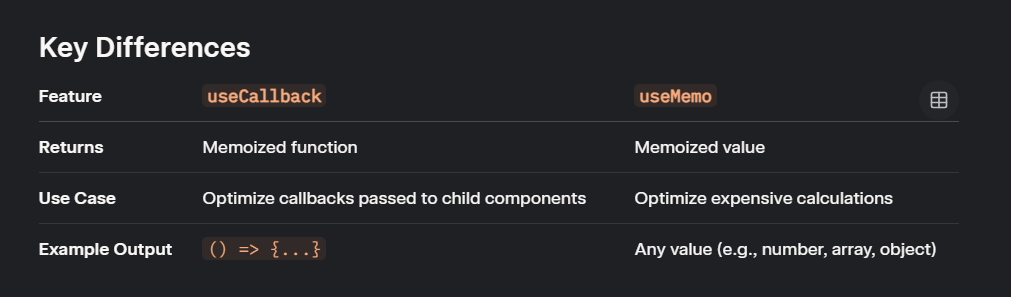 Key Differences
Feature useCallback useMemo
Returns Memoized function Memoized value
Use Case Optimize callbacks passed to child components Optimize expensive calculations
Example Output () => {...} Any value (e.g., number, array, object)